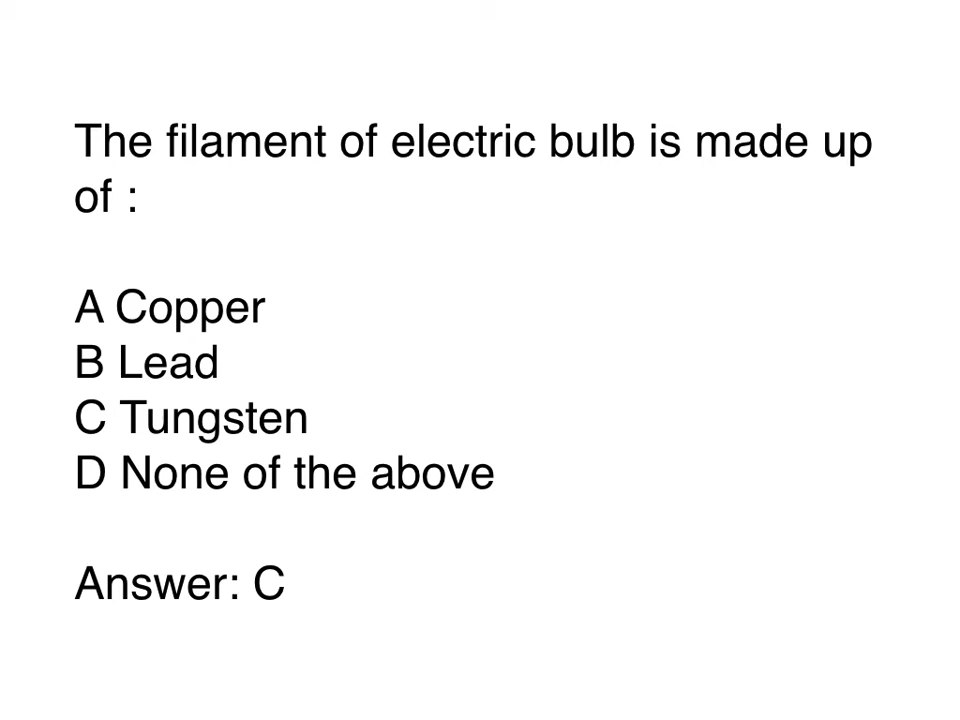 The filament of electric bulb is made up
of :
A Copper
B Lead
C Tungsten
D None of the above
Answer: C